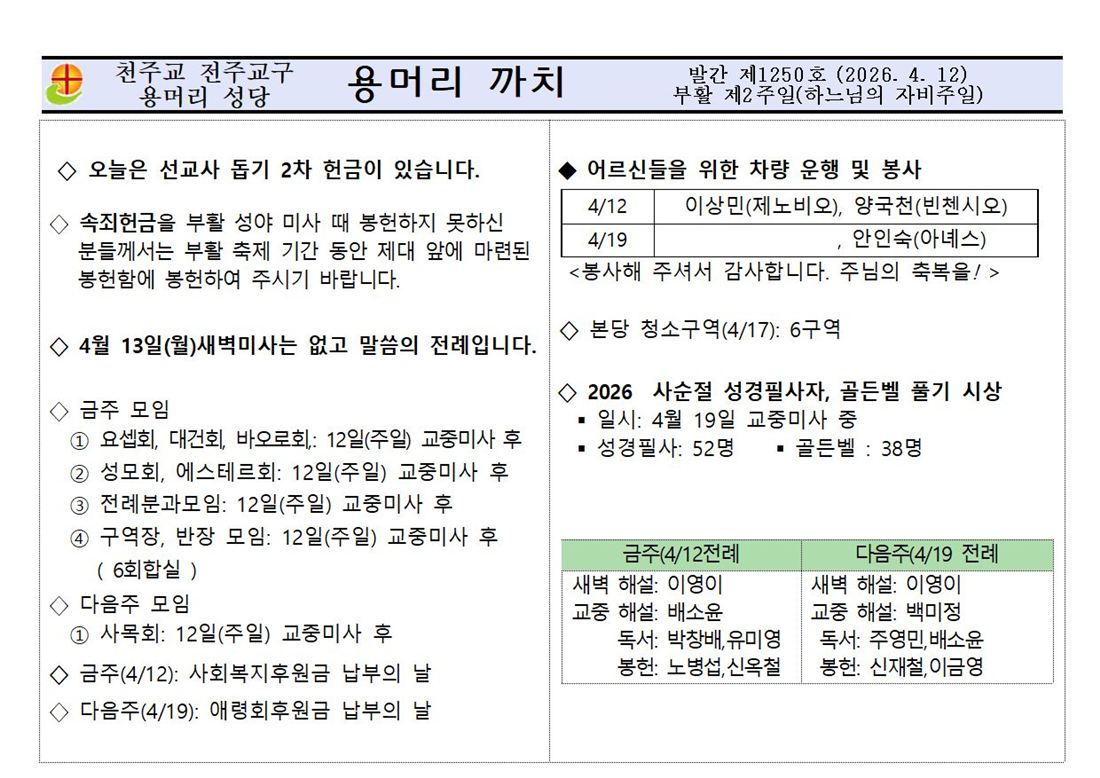 천주교 전주교구
용머리 성당
용머리 까치
발간 제1250호 (2026. 4. 12)
부활 제2주일(하느님의 자비주일)
◇ 오늘은 선교사 돕기 2차 헌금이 있습니다.
◇ 속죄헌금을 부활 성야 미사 때 봉헌하지 못하신
분들께서는 부활 축제 기간 동안 제대 앞에 마련된
봉헌함에 봉헌하여 주시기 바랍니다.
◇ 4월 13일(월)새벽미사는 없고 말씀의 전례입니다.
◇ 금주 모임
① 요셉회, 대건회, 바오로회,: 12일(주일) 교중미사 후
② 성모회, 에스테르회: 12일(주일) 교중미사 후
③ 전례분과모임: 12일(주일) 교중미사 후
④ 구역장, 반장 모임: 12일(주일) 교중미사 후
( 6회합실 )
◇ 다음주 모임
① 사목회: 12일(주일) 교중미사 후
◇ 금주(4/12): 사회복지후원금 납부의 날
◇ 다음주(4/19): 애령회후원금 납부의 날
◆ 어르신들을 위한 차량 운행 및 봉사
4/12 이상민(제노비오), 양국천(빈첸시오)
4/19 , 안인숙(아녜스)
<봉사해 주셔서 감사합니다. 주님의 축복을! >
◇ 본당 청소구역(4/17): 6구역
◇ 2026 사순절 성경필사자, 골든벨 풀기 시상
▪ 일시: 4월 19일 교중미사 중
▪ 성경필사: 52명 ▪ 골든벨 : 38명
금주(4/12전례 다음주(4/19 전례
새벽 해설: 이영이 새벽 해설: 이영이
교중 해설: 배소윤 교중 해설: 백미정
독서: 박창배,유미영 독서: 주영민,배소윤
봉헌: 노병섭,신옥철 봉헌: 신재철,이금영